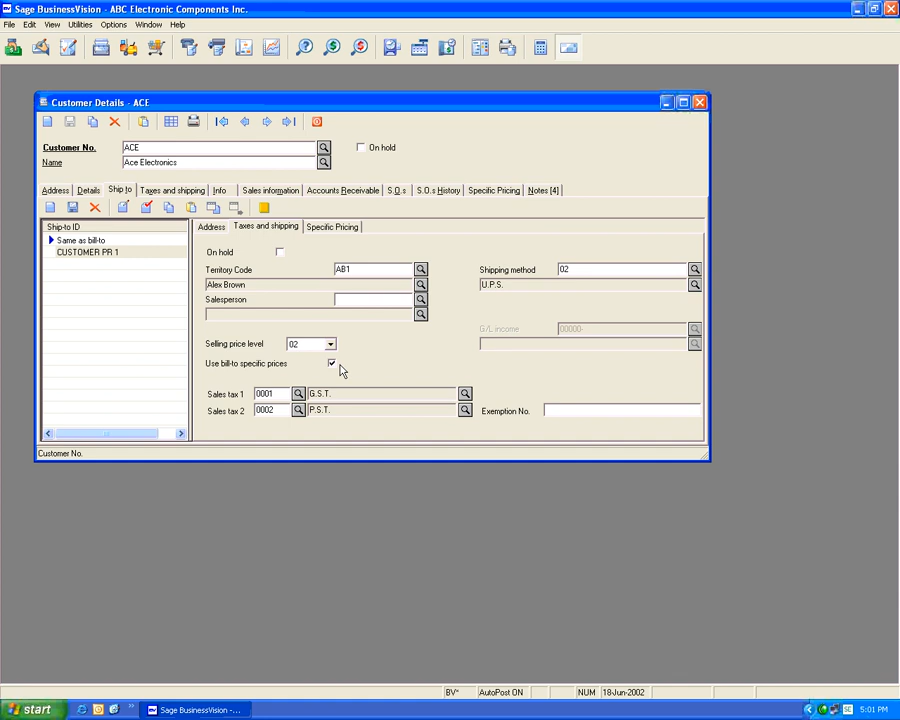 Sage BusinessVision - ABC Electronic Components Inc.
File Edit View Utilities Options Window Help
Customer Details - ACE
Customer No. ACE On hold
Name Ace Electronics
Address Details Ship to Taxes and shipping Info Sales information Accounts Receivable S.O.s S.O.s History Specific Pricing Notes [4]
Ship-to ID
Same as bill-to
CUSTOMER PR 1
Address Taxes and shipping Specific Pricing
On hold
Territory Code AB1 Shipping method 02
Alex Brown U.P.S.
Salesperson
G/L income 00000-
Selling price level 02
Use bill-to specific prices
Sales tax 1 0001 G.S.T.
Sales tax 2 0002 P.S.T. Exemption No.
Customer No.
BV* AutoPost ON NUM 18-Jun-2002
start Sage BusinessVision -... SE 5:01 PM